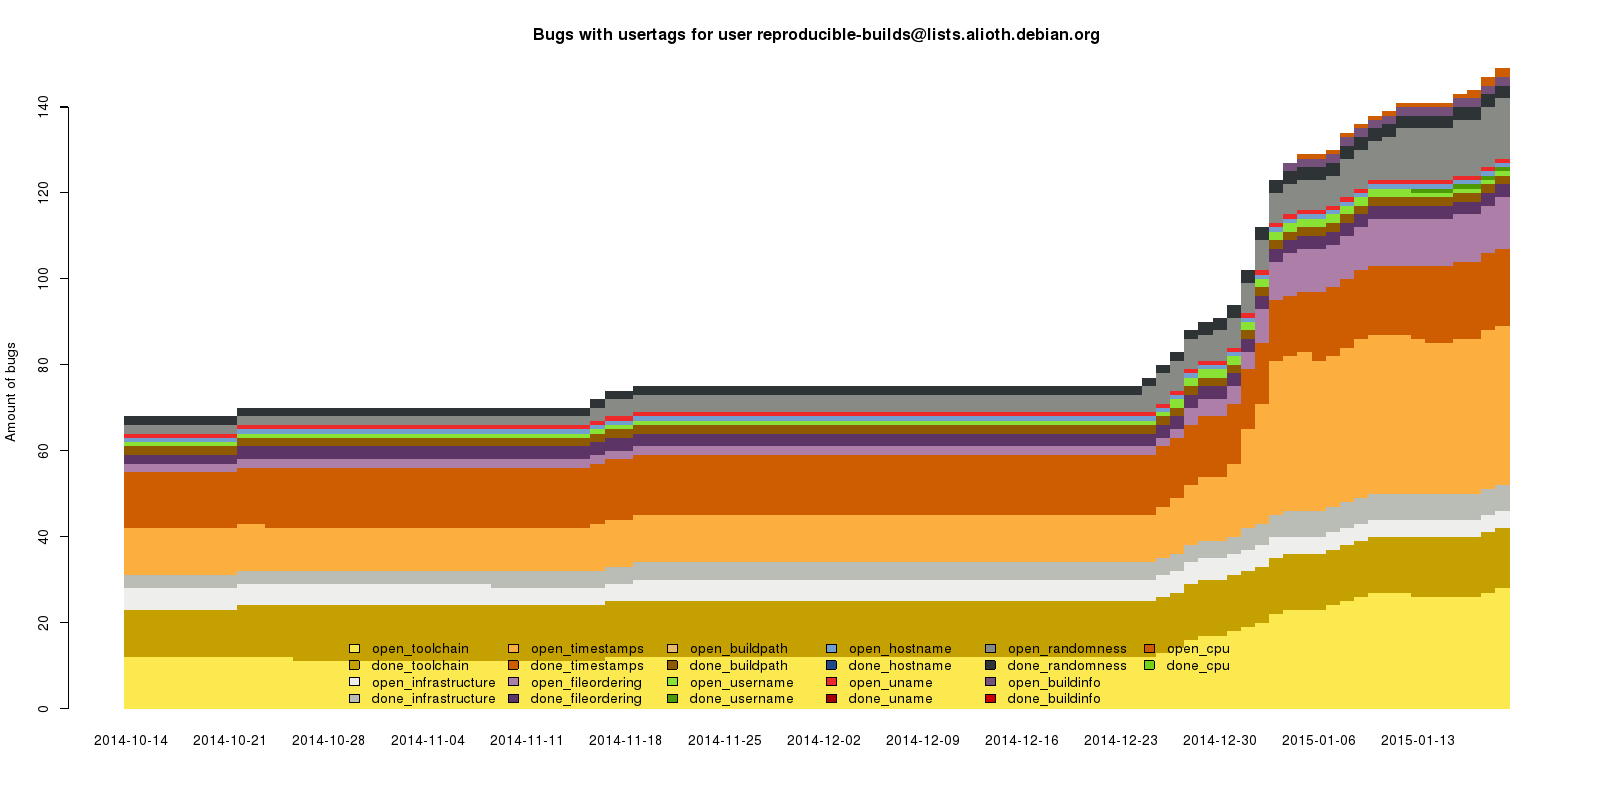 Bugs with usertags for user reproducible-builds@lists.alioth.debian.org
Amount of bugs
140
120
100
80
60
40
20
0
open_toolchain open_timestamps open_buildpath open_hostname open_randomness open_cpu
done_toolchain done_timestamps done_buildpath done_hostname done_randomness done_cpu
open_infrastructure open_fileordering open_username open_uname open_buildinfo
done_infrastructure done_fileordering done_username done_uname done_buildinfo
2014-10-14 2014-10-21 2014-10-28 2014-11-04 2014-11-11 2014-11-18 2014-11-25 2014-12-02 2014-12-09 2014-12-16 2014-12-23 2014-12-30 2015-01-06 2015-01-13